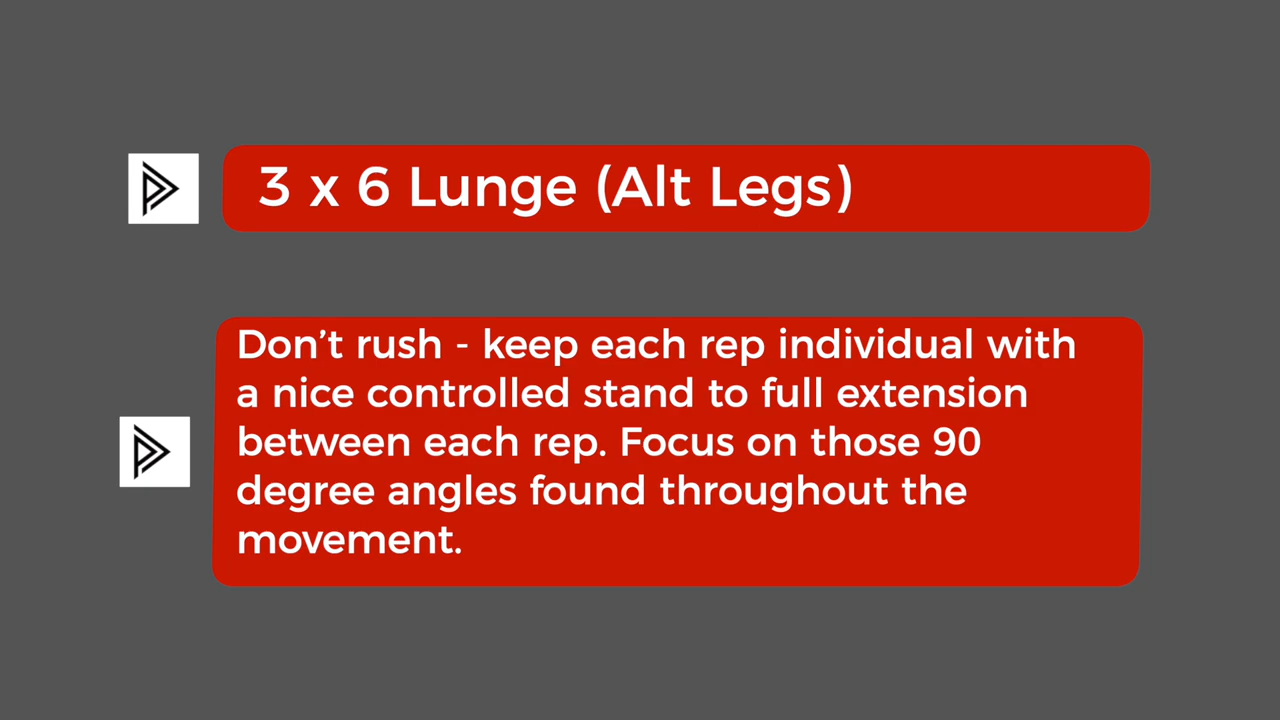 3 x 6 Lunge (Alt Legs)
Don’t rush - keep each rep individual with
a nice controlled stand to full extension
between each rep. Focus on those 90
degree angles found throughout the
movement.